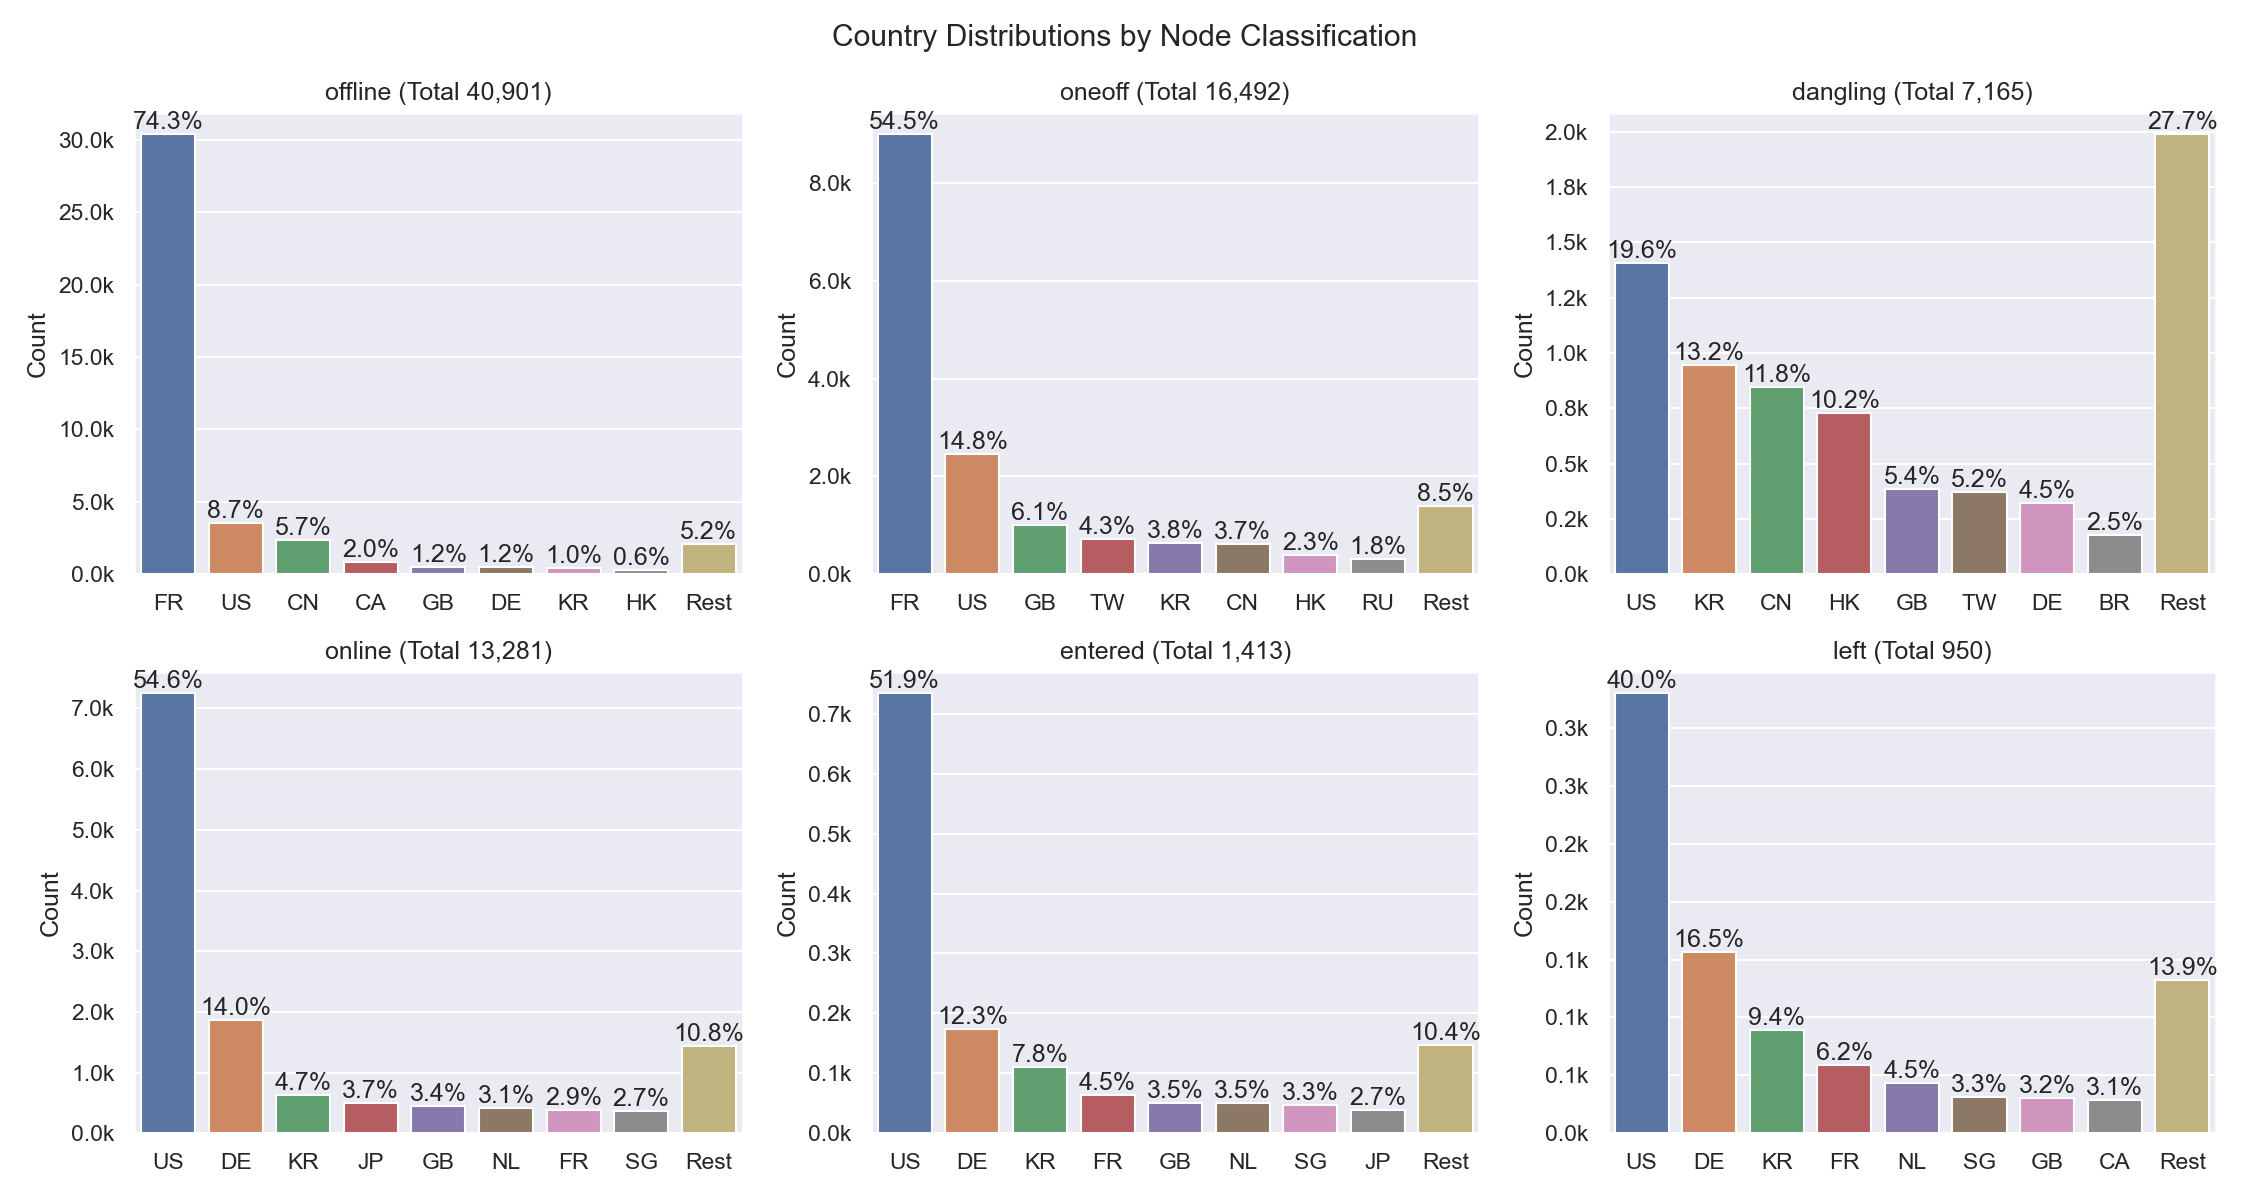 Country Distributions by Node Classification
offline (Total 40,901)
Count
30.0k
25.0k
20.0k
15.0k
10.0k
5.0k
0.0k
74.3%
8.7%
5.7%
2.0%
1.2%
1.2%
1.0%
0.6%
5.2%
FR US CN CA GB DE KR HK Rest
oneoff (Total 16,492)
Count
8.0k
6.0k
4.0k
2.0k
0.0k
54.5%
14.8%
6.1%
4.3%
3.8%
3.7%
2.3%
1.8%
8.5%
FR US GB TW KR CN HK RU Rest
dangling (Total 7,165)
Count
2.0k
1.8k
1.5k
1.2k
1.0k
0.8k
0.5k
0.2k
0.0k
19.6%
13.2%
11.8%
10.2%
5.4%
5.2%
4.5%
2.5%
27.7%
US KR CN HK GB TW DE BR Rest
online (Total 13,281)
Count
7.0k
6.0k
5.0k
4.0k
3.0k
2.0k
1.0k
0.0k
54.6%
14.0%
4.7%
3.7%
3.4%
3.1%
2.9%
2.7%
10.8%
US DE KR JP GB NL FR SG Rest
entered (Total 1,413)
Count
0.7k
0.6k
0.5k
0.4k
0.3k
0.2k
0.1k
0.0k
51.9%
12.3%
7.8%
4.5%
3.5%
3.5%
3.3%
2.7%
10.4%
US DE KR FR GB NL SG JP Rest
left (Total 950)
Count
0.3k
0.3k
0.2k
0.2k
0.1k
0.1k
0.1k
0.0k
40.0%
16.5%
9.4%
6.2%
4.5%
3.3%
3.2%
3.1%
13.9%
US DE KR FR NL SG GB CA Rest